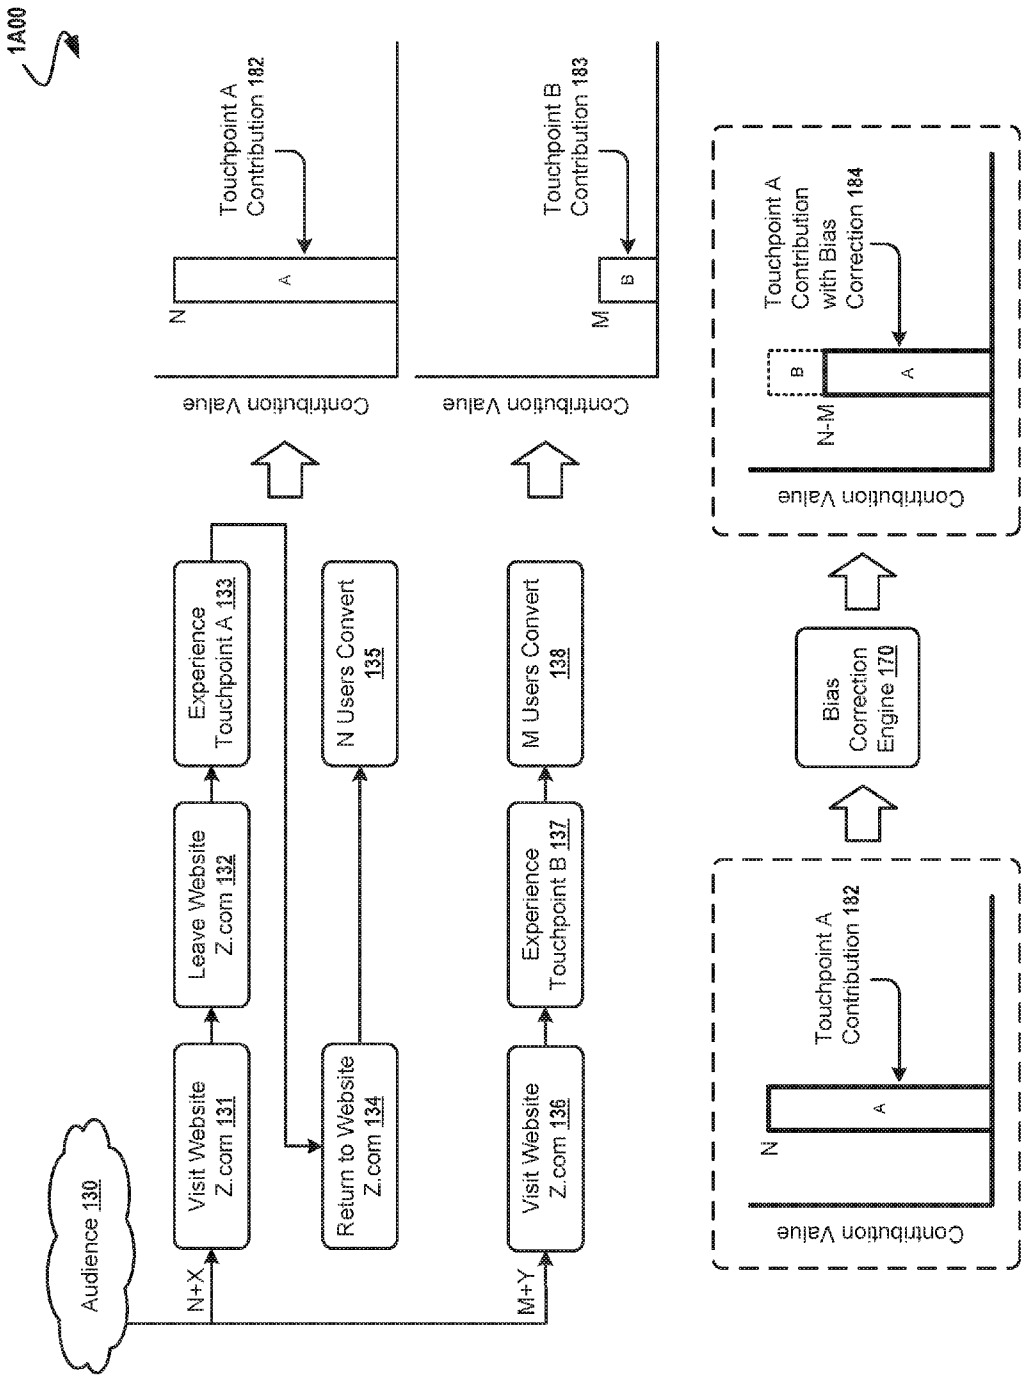 1A00
Audience 130
N+X
Visit Website
Z.com 131
Leave Website
Z.com 132
Experience
Touchpoint A 133
Return to Website
Z.com 134
N Users Convert
135
Contribution Value
N
A
Touchpoint A
Contribution 182
M+Y
Visit Website
Z.com 136
Experience
Touchpoint B 137
M Users Convert
138
Contribution Value
M
B
Touchpoint B
Contribution 183
Contribution Value
N
A
Touchpoint A
Contribution 182
Bias
Correction
Engine 170
Contribution Value
N-M
B
A
Touchpoint A
Contribution
with Bias
Correction 184